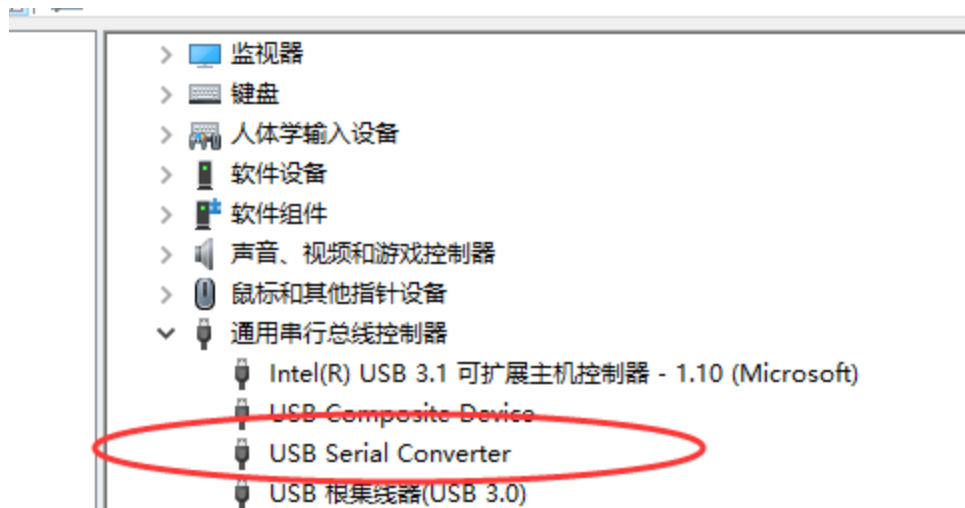 监视器
键盘
人体学输入设备
软件设备
软件组件
声音、视频和游戏控制器
鼠标和其他指针设备
通用串行总线控制器
Intel(R) USB 3.1 可扩展主机控制器 - 1.10 (Microsoft)
USB Composite Device
USB Serial Converter
USB 根集线器(USB 3.0)